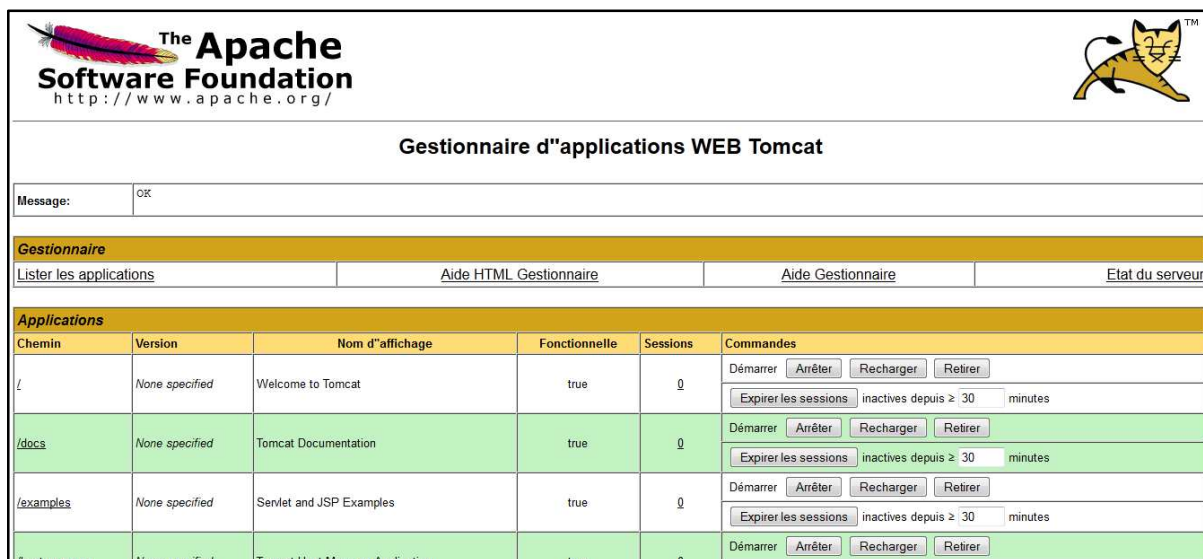 The Apache
Software Foundation
http://www.apache.org/
TM
Gestionnaire d"applications WEB Tomcat
Message: OK
Gestionnaire
Lister les applications Aide HTML Gestionnaire Aide Gestionnaire Etat du serveur
Applications
Chemin Version Nom d"affichage Fonctionnelle Sessions Commandes
/ None specified Welcome to Tomcat true 0 Démarrer Arrêter Recharger Retirer
Expirer les sessions inactives depuis ≥ 30 minutes
/docs None specified Tomcat Documentation true 0 Démarrer Arrêter Recharger Retirer
Expirer les sessions inactives depuis ≥ 30 minutes
/examples None specified Servlet and JSP Examples true 0 Démarrer Arrêter Recharger Retirer
Expirer les sessions inactives depuis ≥ 30 minutes
Démarrer Arrêter Recharger Retirer